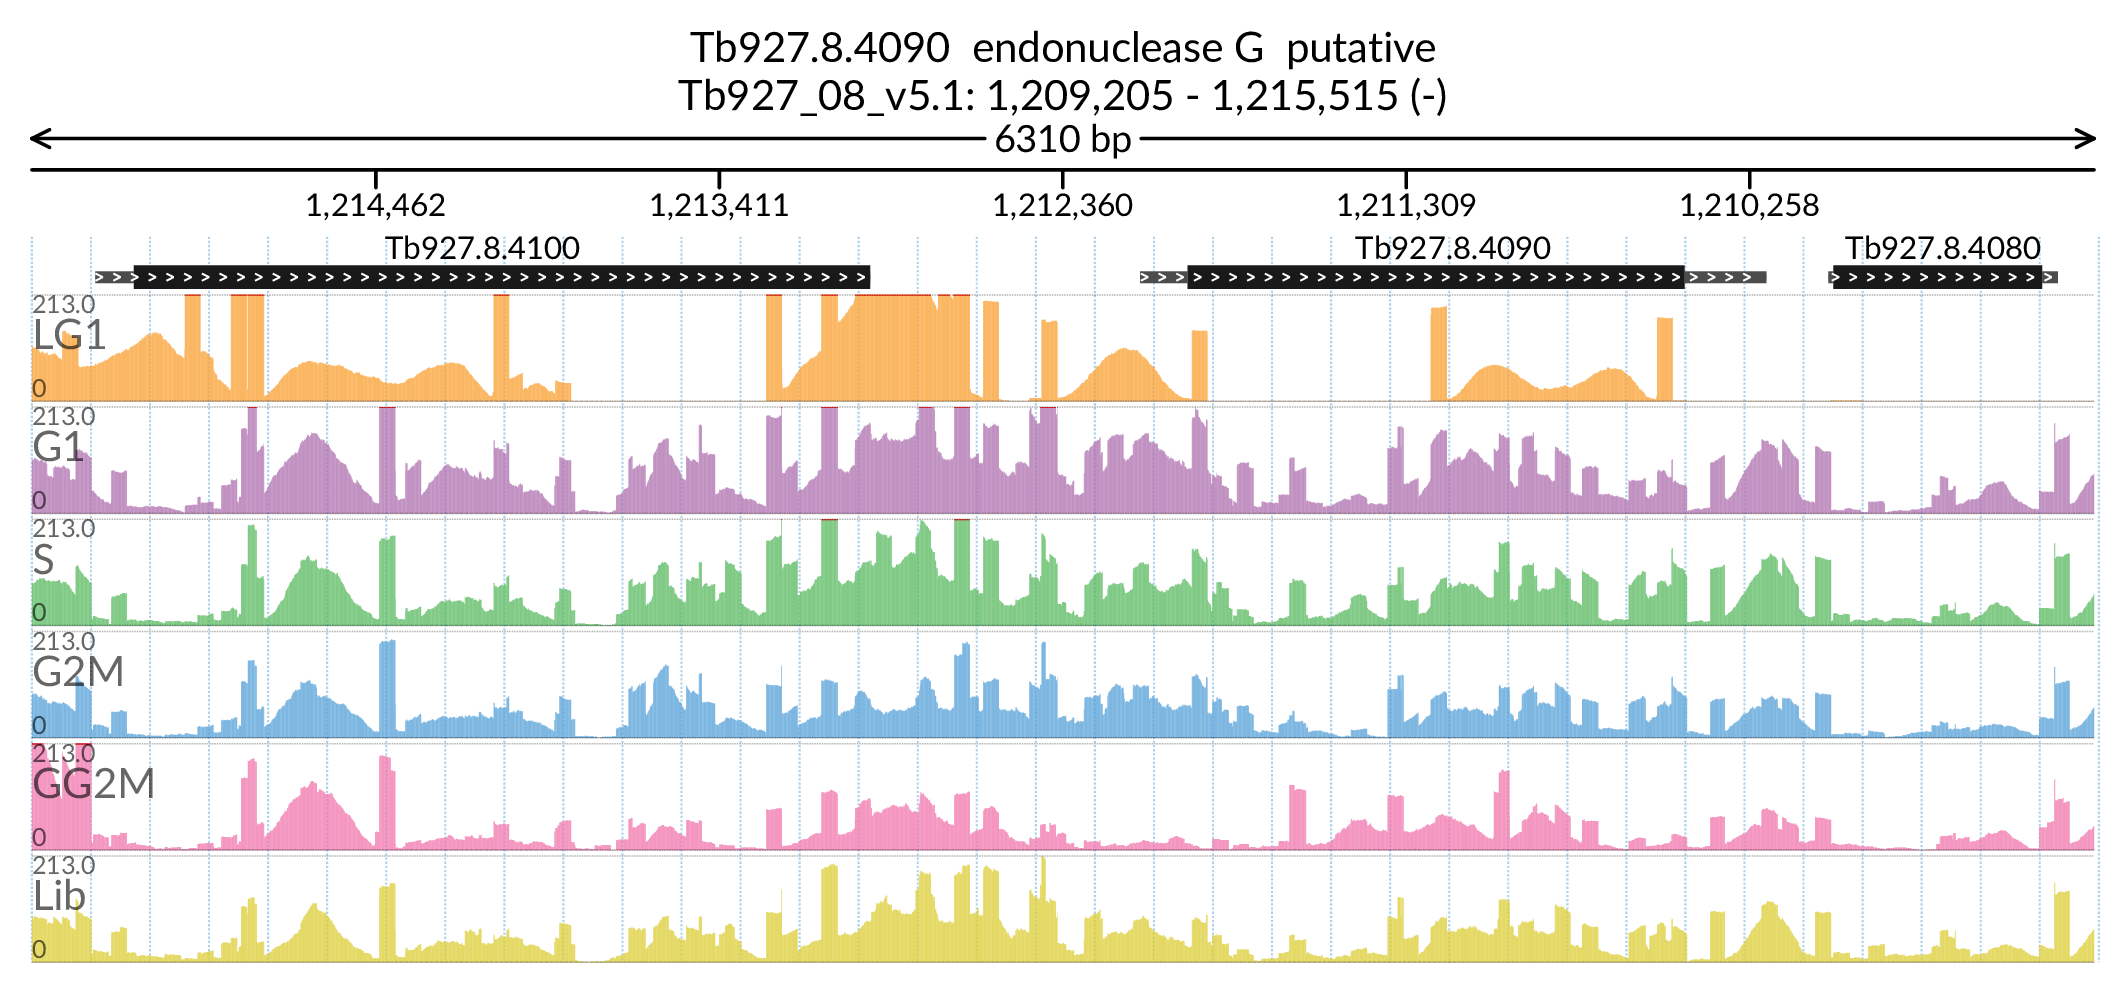 Tb927.8.4090 endonuclease G putative
Tb927_08_v5.1: 1,209,205 - 1,215,515 (-)
6310 bp
1,214,462 1,213,411 1,212,360 1,211,309 1,210,258
Tb927.8.4100 Tb927.8.4090 Tb927.8.4080
213.0
LG1
0
213.0
G1
0
213.0
S
0
213.0
G2M
0
213.0
GG2M
0
213.0
Lib
0